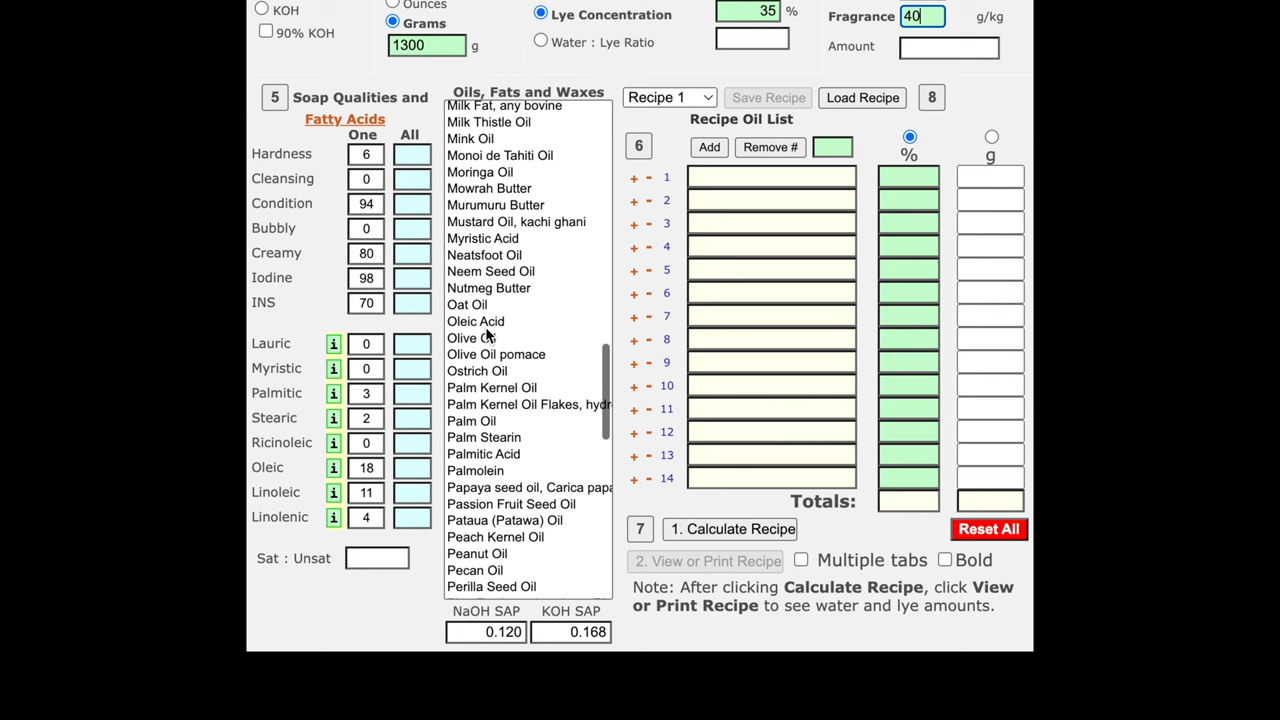 KOH
90% KOH
Ounces
Grams
1300 g
Lye Concentration 35 %
Water : Lye Ratio
Fragrance 40 g/kg
Amount
5 Soap Qualities and
Fatty Acids
One All
Hardness 6
Cleansing 0
Condition 94
Bubbly 0
Creamy 80
Iodine 98
INS 70
Lauric i 0
Myristic i 0
Palmitic i 3
Stearic i 2
Ricinoleic i 0
Oleic i 18
Linoleic i 11
Linolenic i 4
Sat : Unsat
Oils, Fats and Waxes
Milk Fat, any bovine
Milk Thistle Oil
Mink Oil
Monoi de Tahiti Oil
Moringa Oil
Mowrah Butter
Murumuru Butter
Mustard Oil, kachi ghani
Myristic Acid
Neatsfoot Oil
Neem Seed Oil
Nutmeg Butter
Oat Oil
Oleic Acid
Olive
Olive Oil pomace
Ostrich Oil
Palm Kernel Oil
Palm Kernel Oil Flakes, hydr
Palm Oil
Palm Stearin
Palmitic Acid
Palmolein
Papaya seed oil, Carica papa
Passion Fruit Seed Oil
Pataua (Patawa) Oil
Peach Kernel Oil
Peanut Oil
Pecan Oil
Perilla Seed Oil
NaOH SAP KOH SAP
0.120 0.168
Recipe 1 Save Recipe Load Recipe 8
Recipe Oil List
6 Add Remove # % g
+ - 1
+ - 2
+ - 3
+ - 4
+ - 5
+ - 6
+ - 7
+ - 8
+ - 9
+ - 10
+ - 11
+ - 12
+ - 13
+ - 14
Totals:
7 1. Calculate Recipe Reset All
2. View or Print Recipe Multiple tabs Bold
Note: After clicking Calculate Recipe, click View
or Print Recipe to see water and lye amounts.